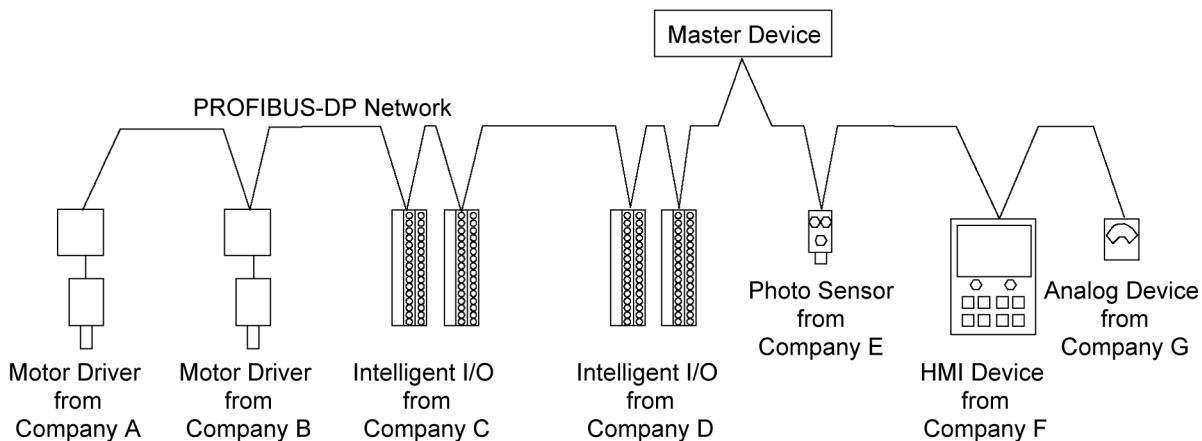 Master Device
PROFIBUS-DP Network
Motor Driver
from
Company A
Motor Driver
from
Company B
Intelligent I/O
from
Company C
Intelligent I/O
from
Company D
Photo Sensor
from
Company E
HMI Device
from
Company F
Analog Device
from
Company G